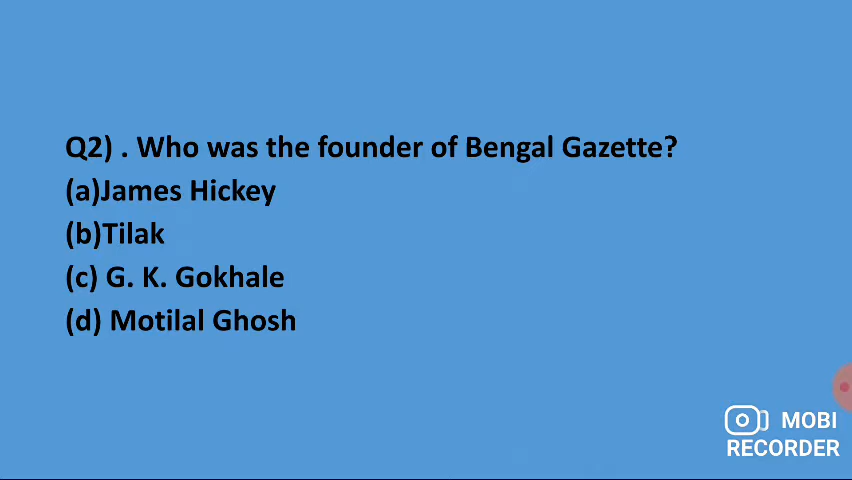 Q2) . Who was the founder of Bengal Gazette?
(a)James Hickey
(b)Tilak
(c) G. K. Gokhale
(d) Motilal Ghosh
MOBI
RECORDER